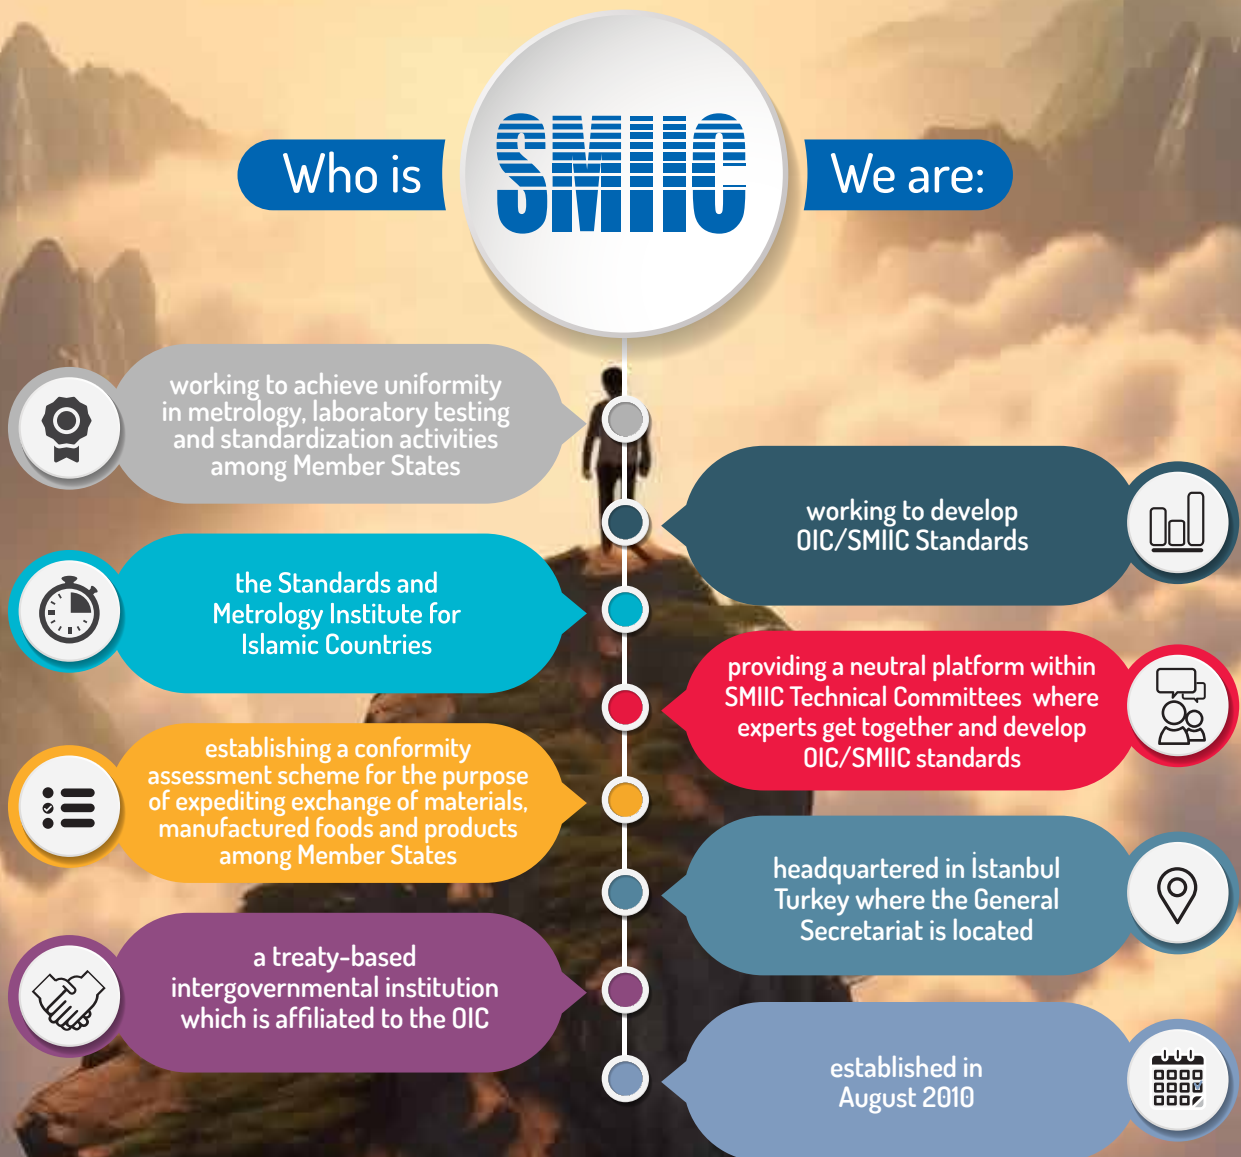 Who is
SMIIC
We are:
working to achieve uniformity
in metrology, laboratory testing
and standardization activities
among Member States
working to develop
OIC/SMIIC Standards
the Standards and
Metrology Institute for
Islamic Countries
providing a neutral platform within
SMIIC Technical Committees where
experts get together and develop
OIC/SMIIC standards
establishing a conformity
assessment scheme for the purpose
of expediting exchange of materials,
manufactured foods and products
among Member States
headquartered in İstanbul
Turkey where the General
Secretariat is located
a treaty-based
intergovernmental institution
which is affiliated to the OIC
established in
August 2010